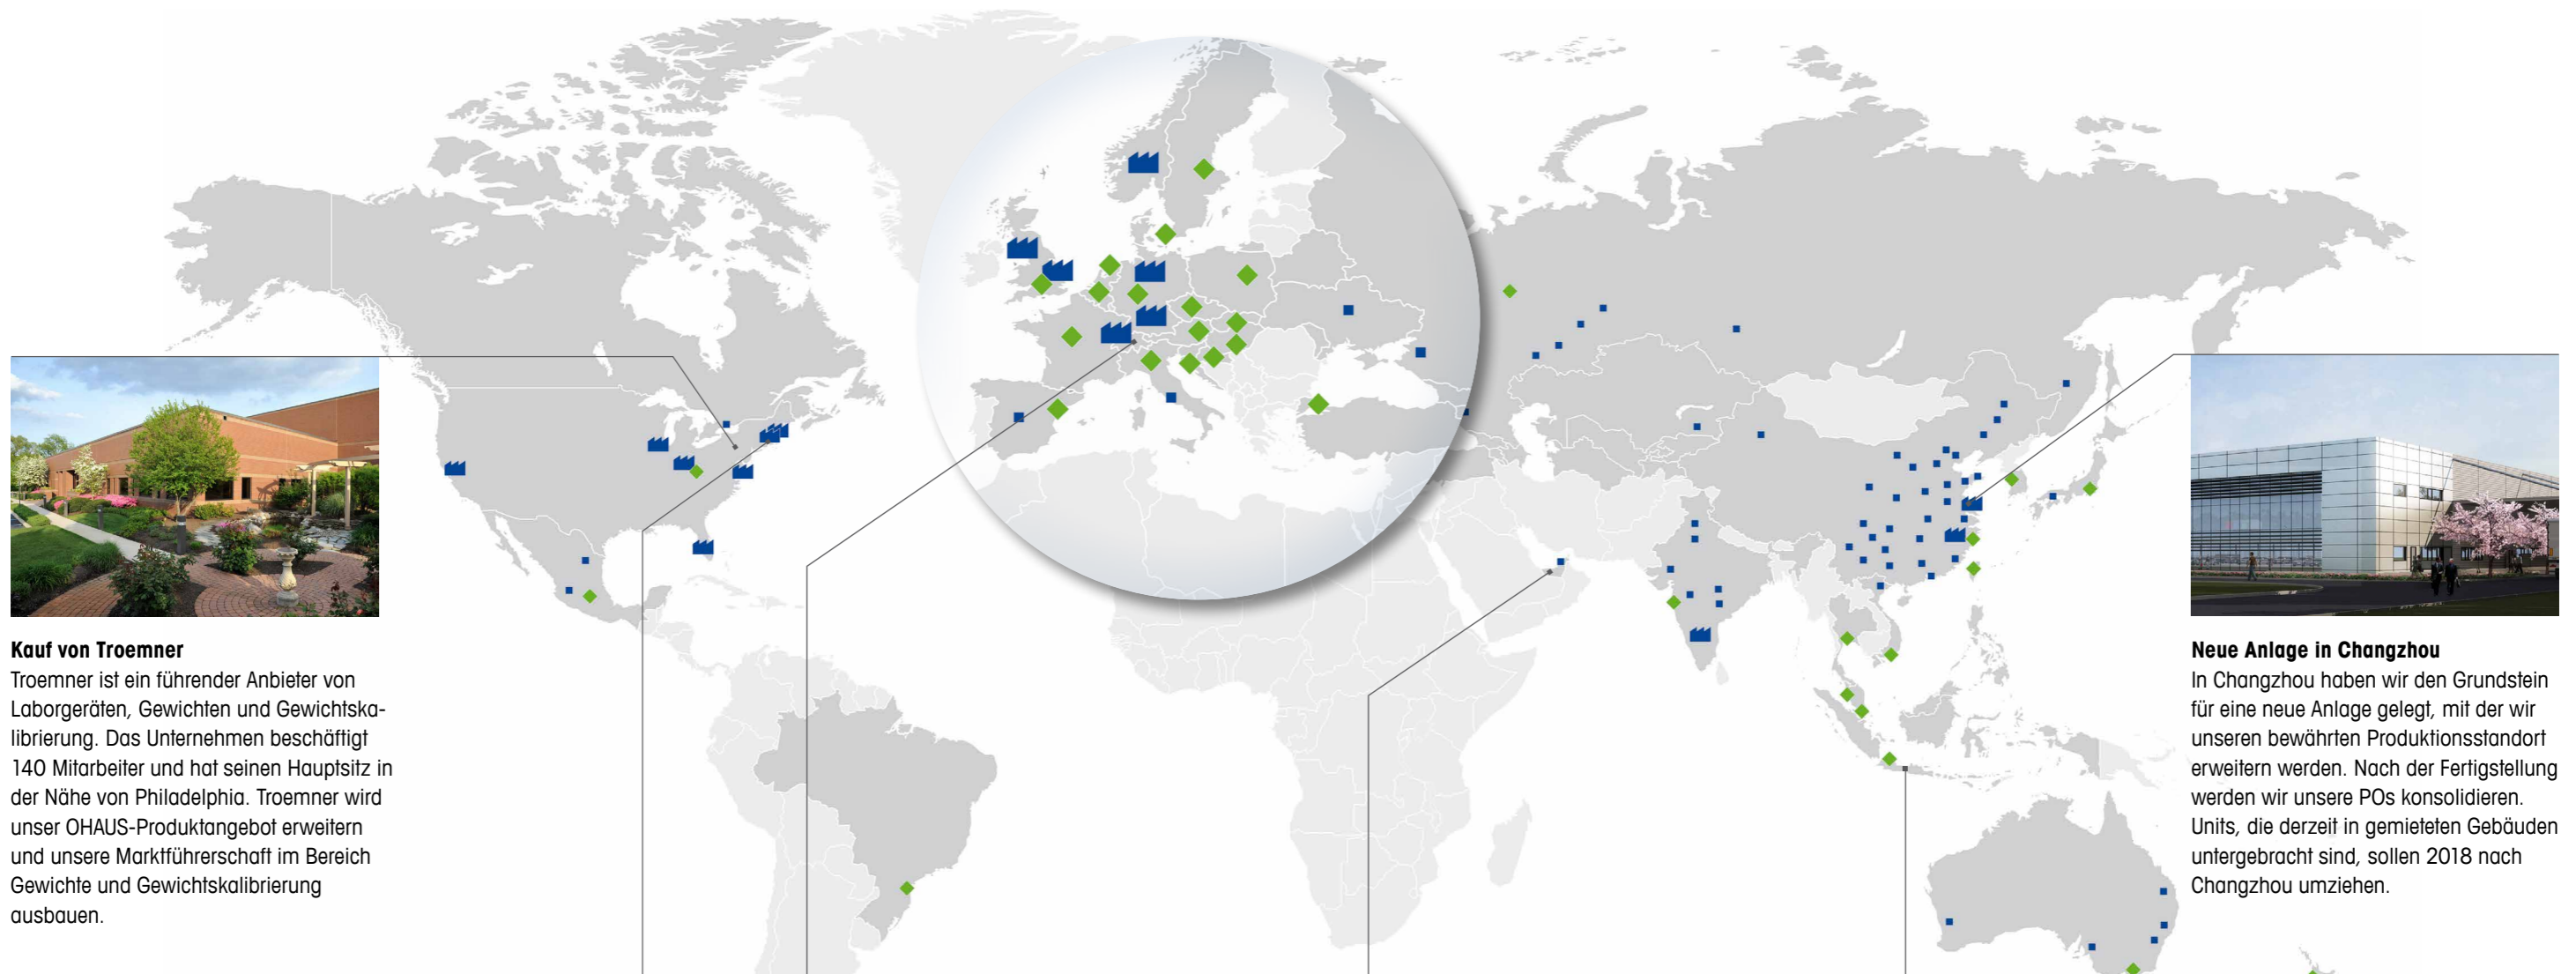 Kauf von Troemner
Troemner ist ein führender Anbieter von
Laborgeräten, Gewichten und Gewichtska-
librierung. Das Unternehmen beschäftigt
140 Mitarbeiter und hat seinen Hauptsitz in
der Nähe von Philadelphia. Troemner wird
unser OHAUS-Produktangebot erweitern
und unsere Marktführerschaft im Bereich
Gewichte und Gewichtskalibrierung
ausbauen.
Neue Anlage in Changzhou
In Changzhou haben wir den Grundstein
für eine neue Anlage gelegt, mit der wir
unseren bewährten Produktionsstandort
erweitern werden. Nach der Fertigstellung
werden wir unsere POs konsolidieren.
Units, die derzeit in gemieteten Gebäuden
untergebracht sind, sollen 2018 nach
Changzhou umziehen.